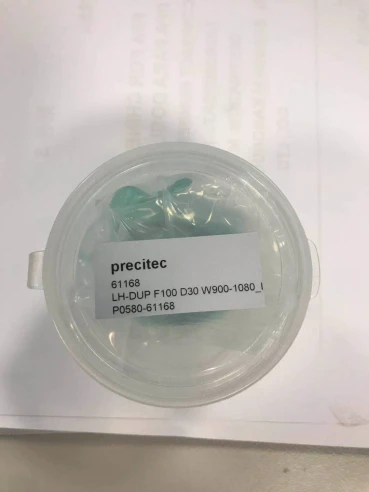 precitec
61168
LH-DUP F100 D30 W900-1080_
P0580-61168